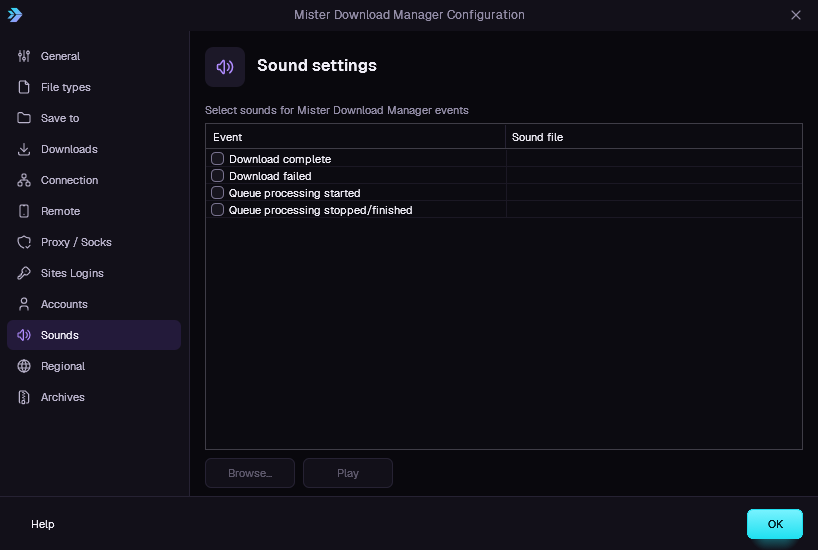 Mister Download Manager Configuration
General
File types
Save to
Downloads
Connection
Remote
Proxy / Socks
Sites Logins
Accounts
Sounds
Regional
Archives
Sound settings
Select sounds for Mister Download Manager events
Event Sound file
Download complete
Download failed
Queue processing started
Queue processing stopped/finished
Browse... Play
Help OK